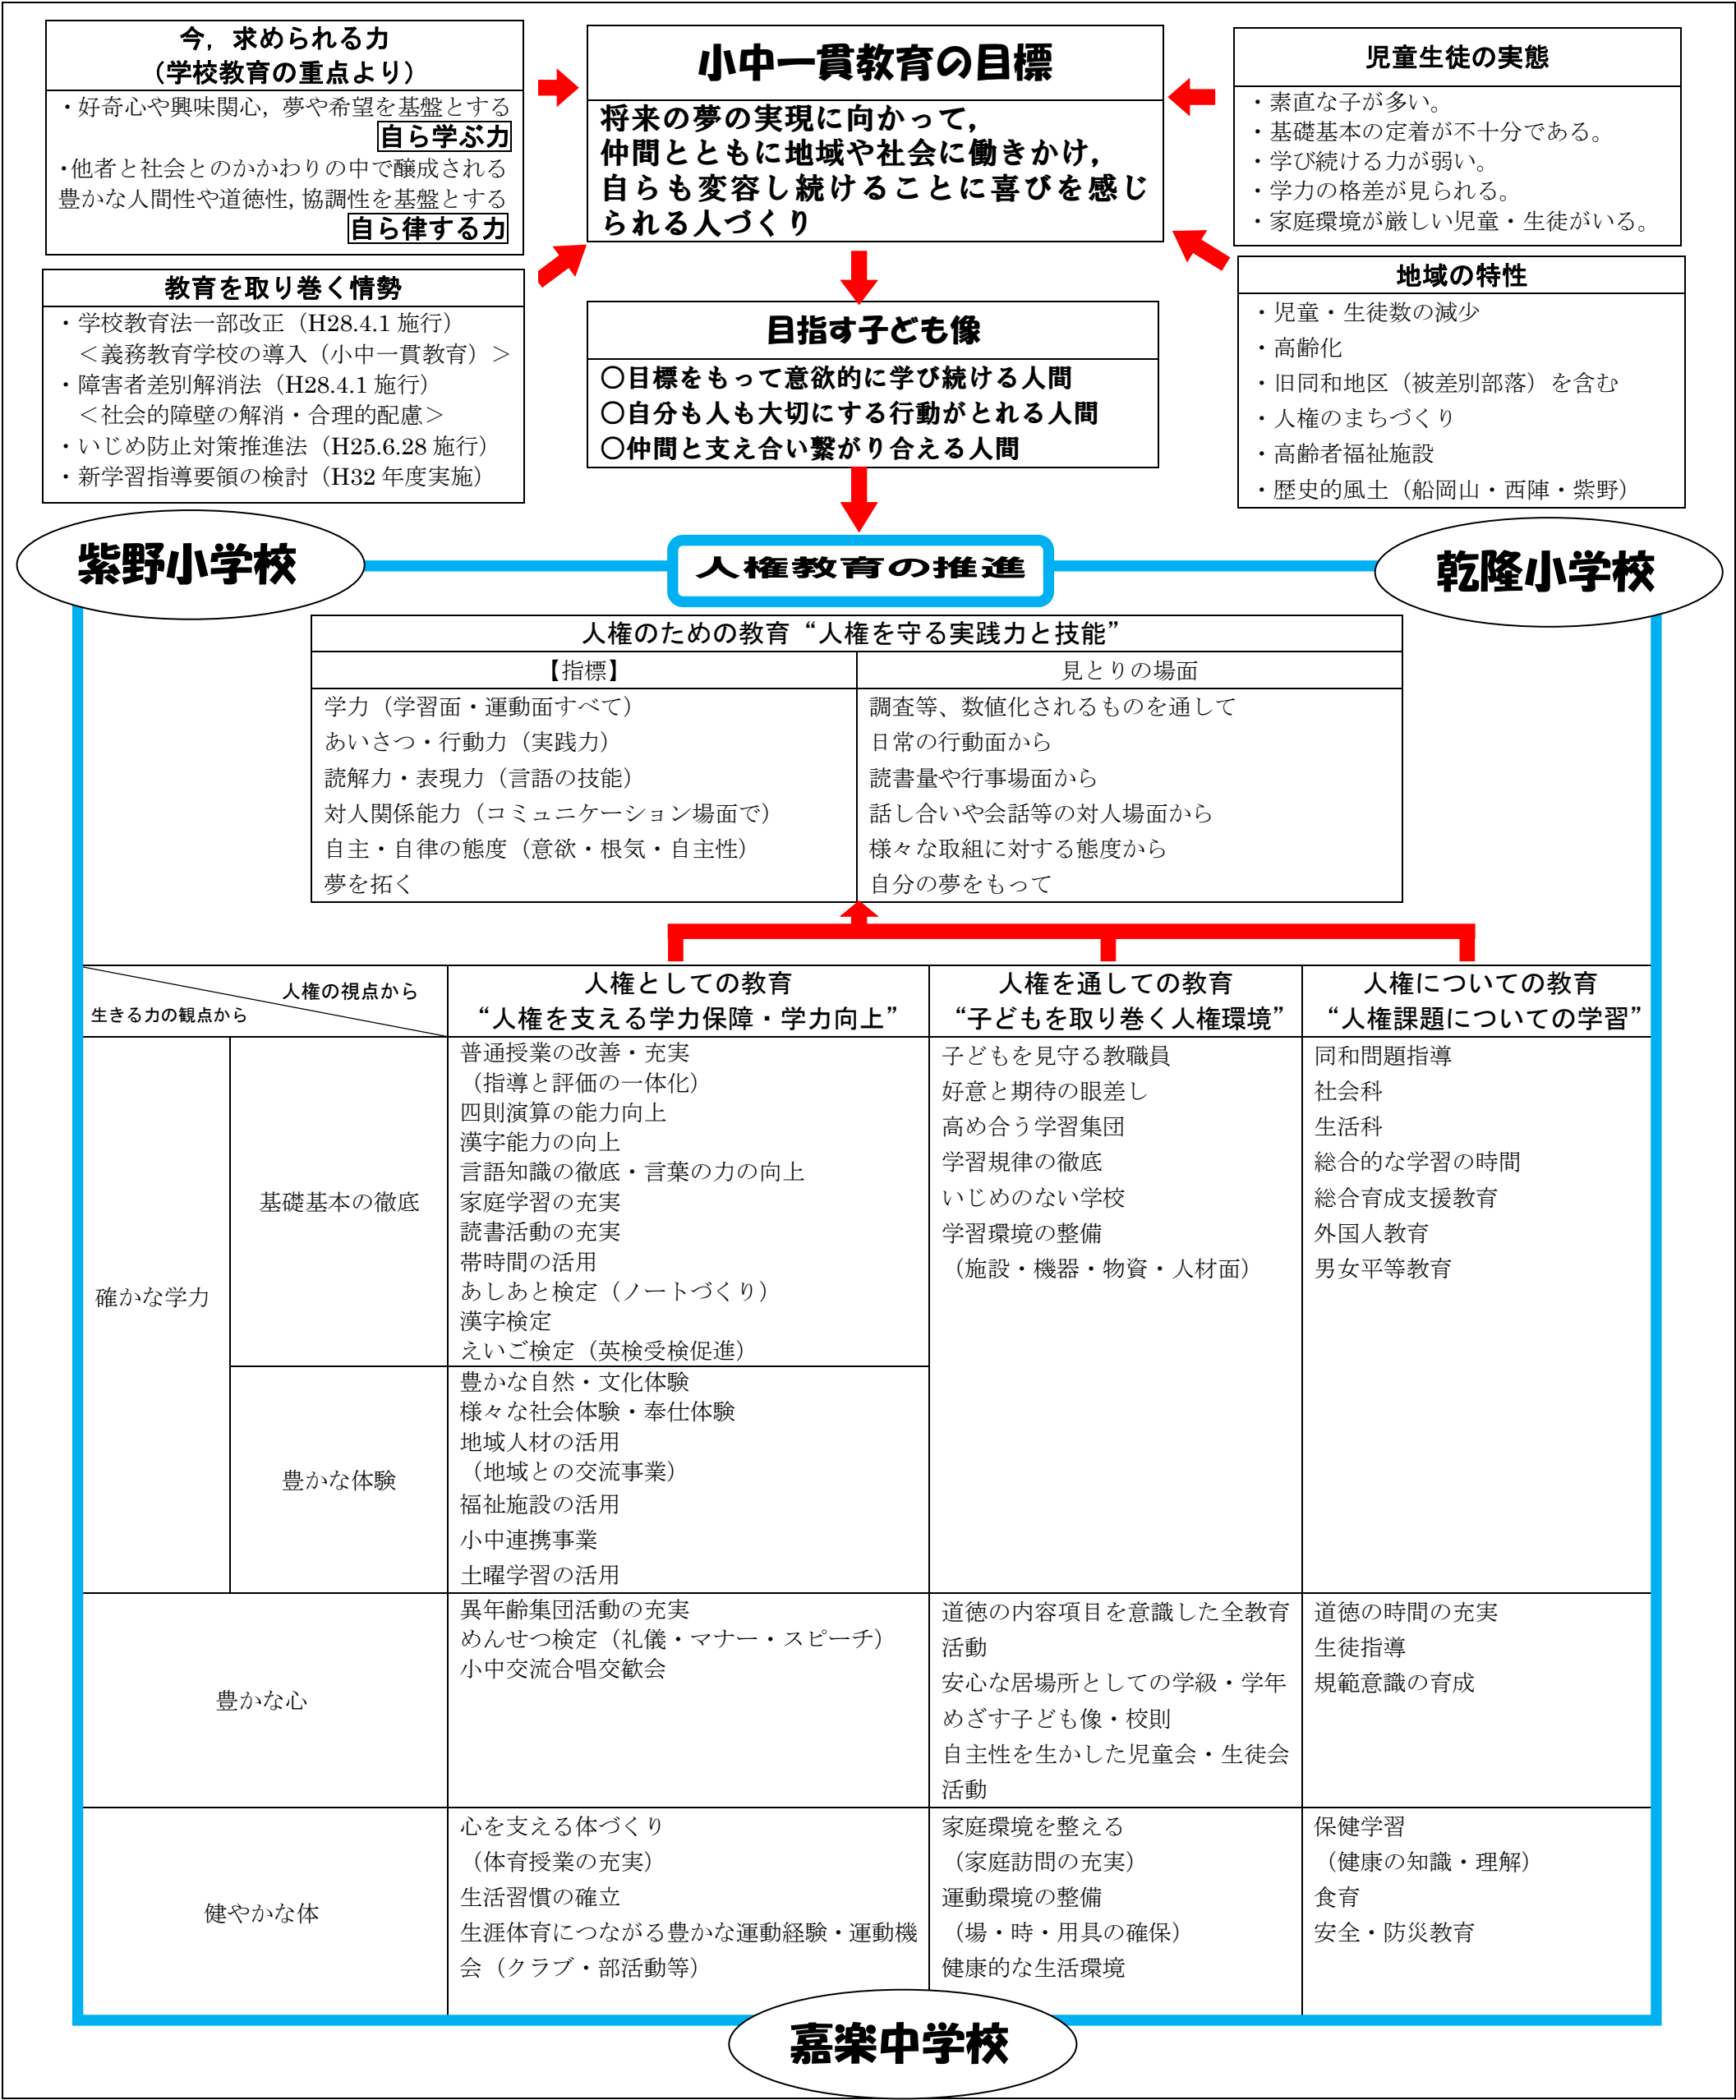 今，求められる力
（学校教育の重点より）
・好奇心や興味関心，夢や希望を基盤とする
自ら学ぶ力
・他者と社会とのかかわりの中で醸成される
豊かな人間性や道徳性，協調性を基盤とする
自ら律する力
教育を取り巻く情勢
・学校教育法一部改正（H28.4.1 施行）
＜義務教育学校の導入（小中一貫教育）＞
・障害者差別解消法（H28.4.1 施行）
＜社会的障壁の解消・合理的配慮＞
・いじめ防止対策推進法（H25.6.28 施行）
・新学習指導要領の検討（H32 年度実施）
小中一貫教育の目標
将来の夢の実現に向かって，
仲間とともに地域や社会に働きかけ，
自らも変容し続けることに喜びを感じ
られる人づくり
目指す子ども像
〇目標をもって意欲的に学び続ける人間
〇自分も人も大切にする行動がとれる人間
〇仲間と支え合い繋がり合える人間
児童生徒の実態
・素直な子が多い。
・基礎基本の定着が不十分である。
・学び続ける力が弱い。
・学力の格差が見られる。
・家庭環境が厳しい児童・生徒がいる。
地域の特性
・児童・生徒数の減少
・高齢化
・旧同和地区（被差別部落）を含む
・人権のまちづくり
・高齢者福祉施設
・歴史的風土（船岡山・西陣・紫野）
紫野小学校
人権教育の推進
乾隆小学校
人権のための教育 “人権を守る実践力と技能”
【指標】
見とりの場面
学力（学習面・運動面すべて）
調査等、数値化されるものを通して
あいさつ・行動力（実践力）
日常の行動面から
読解力・表現力（言語の技能）
読書量や行事場面から
対人関係能力（コミュニケーション場面で）
話し合いや会話等の対人場面から
自主・自律の態度（意欲・根気・自主性）
様々な取組に対する態度から
夢を拓く
自分の夢をもって
人権の視点から
生きる力の観点から
人権としての教育
“人権を支える学力保障・学力向上”
人権を通しての教育
“子どもを取り巻く人権環境”
人権についての教育
“人権課題についての学習”
確かな学力
基礎基本の徹底
普通授業の改善・充実
（指導と評価の一体化）
四則演算の能力向上
漢字能力の向上
言語知識の徹底・言葉の力の向上
家庭学習の充実
読書活動の充実
帯時間の活用
あしあと検定（ノートづくり）
漢字検定
えいご検定（英検受検促進）
子どもを見守る教職員
好意と期待の眼差し
高め合う学習集団
学習規律の徹底
いじめのない学校
学習環境の整備
（施設・機器・物資・人材面）
同和問題指導
社会科
生活科
総合的な学習の時間
総合育成支援教育
外国人教育
男女平等教育
豊かな体験
豊かな自然・文化体験
様々な社会体験・奉仕体験
地域人材の活用
（地域との交流事業）
福祉施設の活用
小中連携事業
土曜学習の活用
豊かな心
異年齢集団活動の充実
めんせつ検定（礼儀・マナー・スピーチ）
小中交流合唱交歓会
道徳の内容項目を意識した全教育
活動
安心な居場所としての学級・学年
めざす子ども像・校則
自主性を生かした児童会・生徒会
活動
道徳の時間の充実
生徒指導
規範意識の育成
健やかな体
心を支える体づくり
（体育授業の充実）
生活習慣の確立
生涯体育につながる豊かな運動経験・運動機
会（クラブ・部活動等）
家庭環境を整える
（家庭訪問の充実）
運動環境の整備
（場・時・用具の確保）
健康的な生活環境
保健学習
（健康の知識・理解）
食育
安全・防災教育
嘉楽中学校